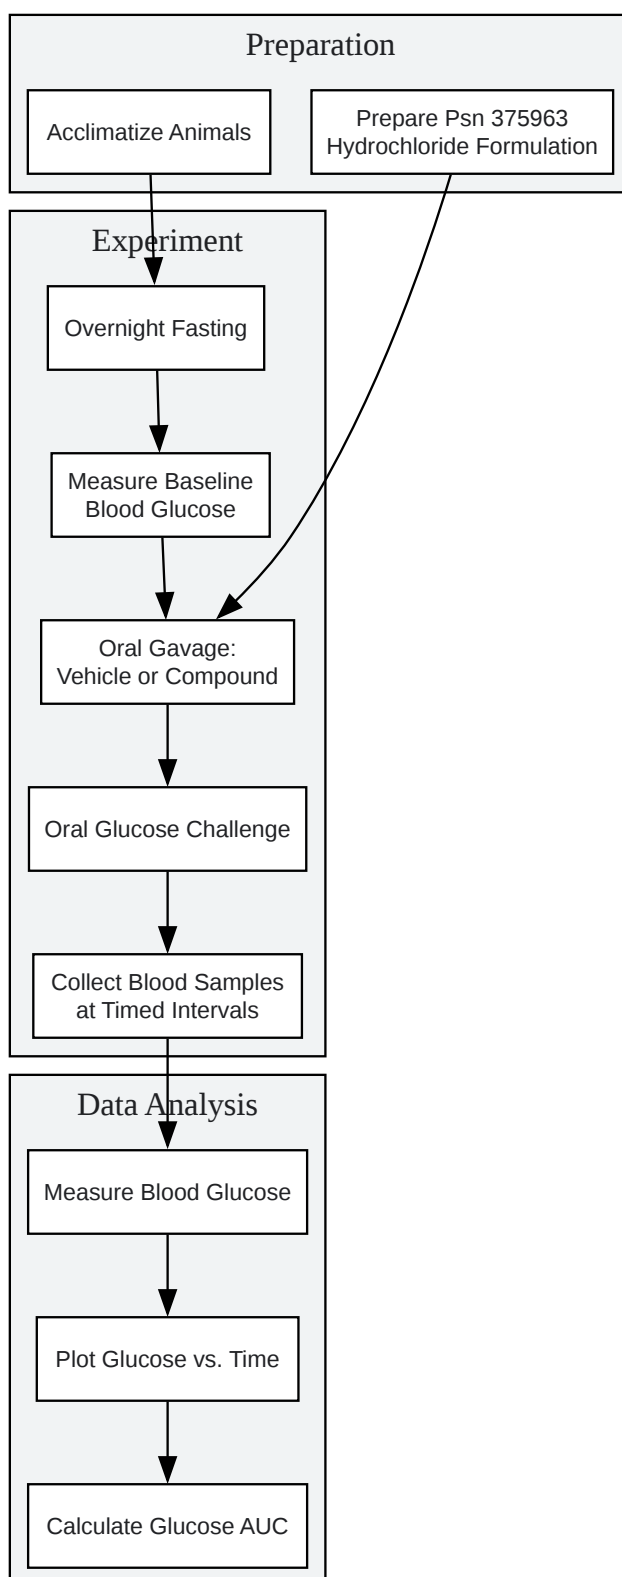 Preparation
Acclimatize Animals
Prepare Psn 375963
Hydrochloride Formulation
Experiment
Overnight Fasting
Measure Baseline
Blood Glucose
Oral Gavage:
Vehicle or Compound
Oral Glucose Challenge
Collect Blood Samples
at Timed Intervals
Data Analysis
Measure Blood Glucose
Plot Glucose vs. Time
Calculate Glucose AUC